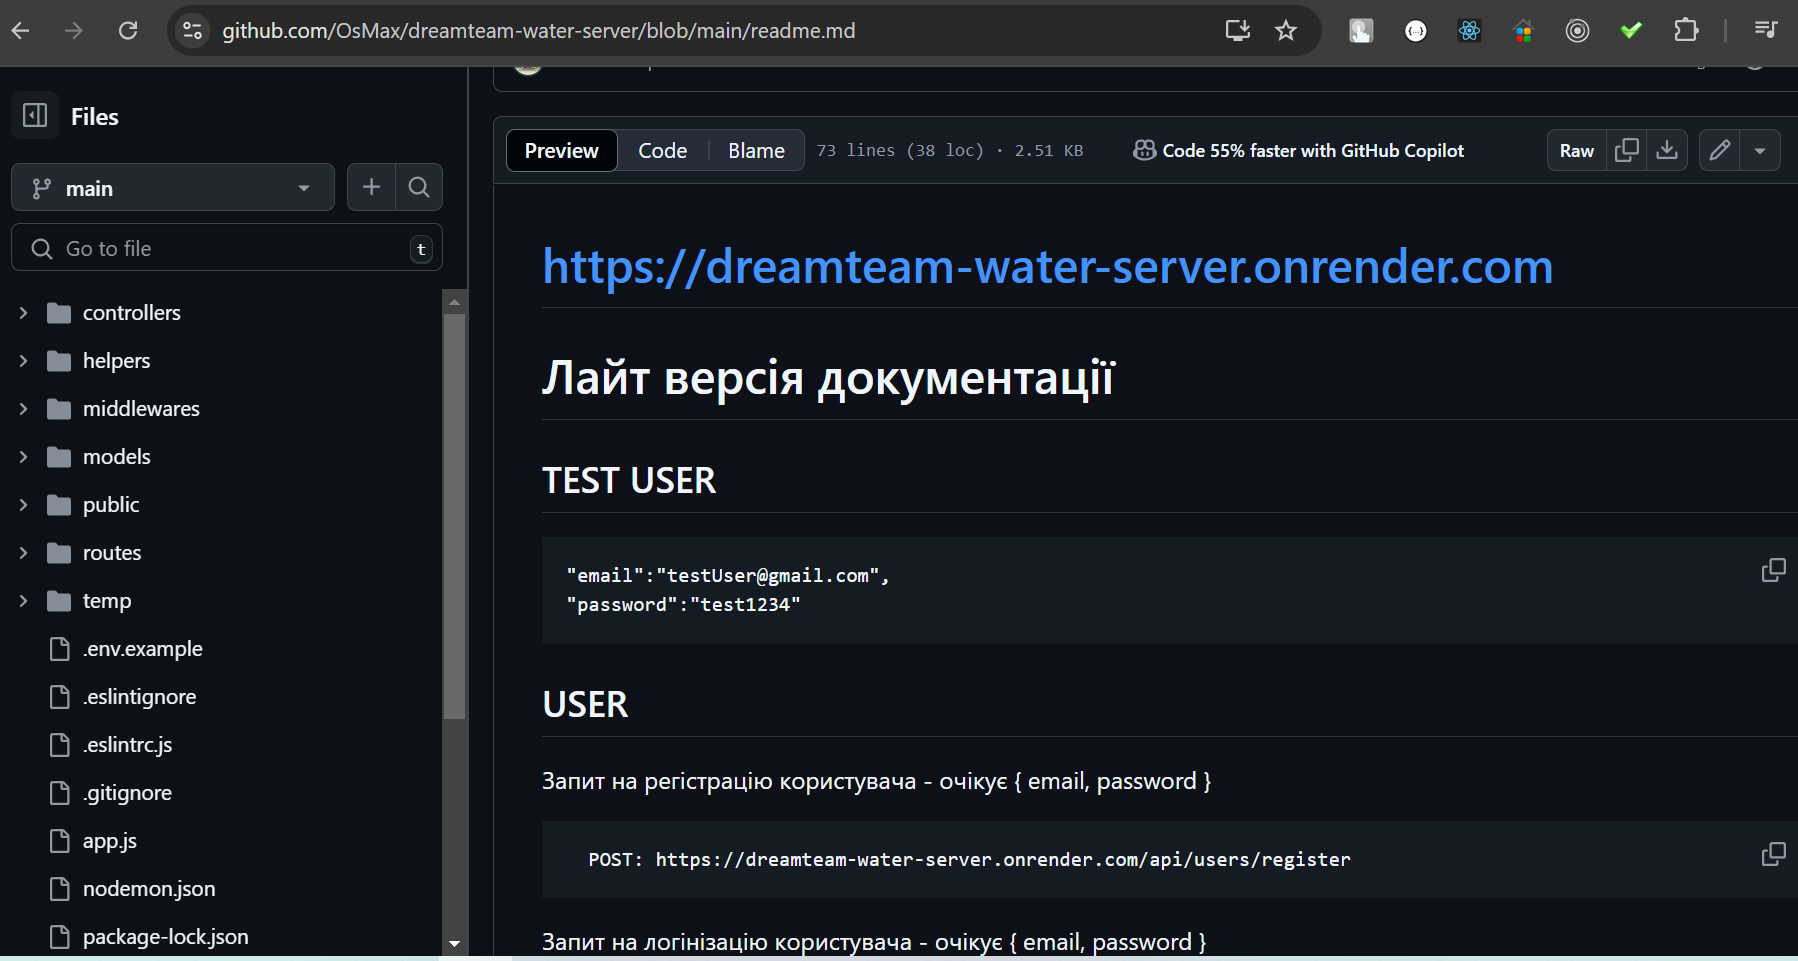 github.com/OsMax/dreamteam-water-server/blob/main/readme.md
Files
main
Go to file
t
controllers
helpers
middlewares
models
public
routes
temp
.env.example
.eslintignore
.eslintrc.js
.gitignore
app.js
nodemon.json
package-lock.json
Preview
Code
Blame
73 lines (38 loc) · 2.51 KB
Code 55% faster with GitHub Copilot
Raw
https://dreamteam-water-server.onrender.com
Лайт версія документації
TEST USER
"email":"testUser@gmail.com",
"password":"test1234"
USER
Запит на регістрацію користувача - очікує { email, password }
POST: https://dreamteam-water-server.onrender.com/api/users/register
Запит на логінізацію користувача - очікує { email, password }